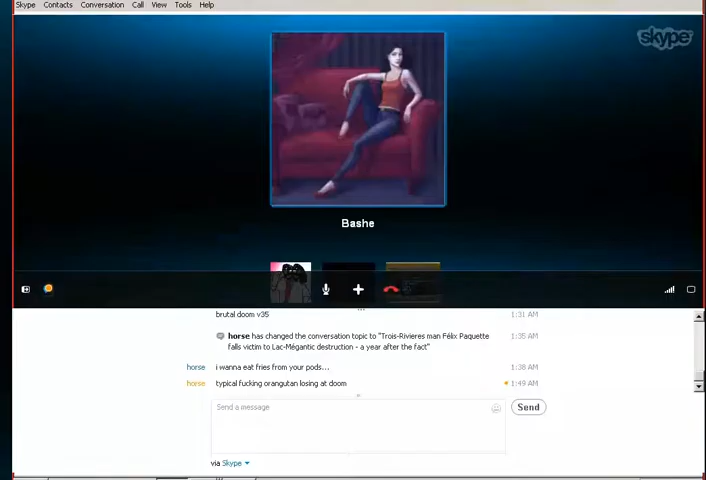 Skype Contacts Conversation Call View Tools Help
skype
Bashe
brutal doom v35 1:31 AM
horse has changed the conversation topic to "Trois-Rivieres man Félix Paquette 1:35 AM
falls victim to Lac-Mégantic destruction - a year after the fact"
horse i wanna eat fries from your pods... 1:38 AM
horse typical fucking orangutan losing at doom 1:49 AM
Send a message
Send
via Skype